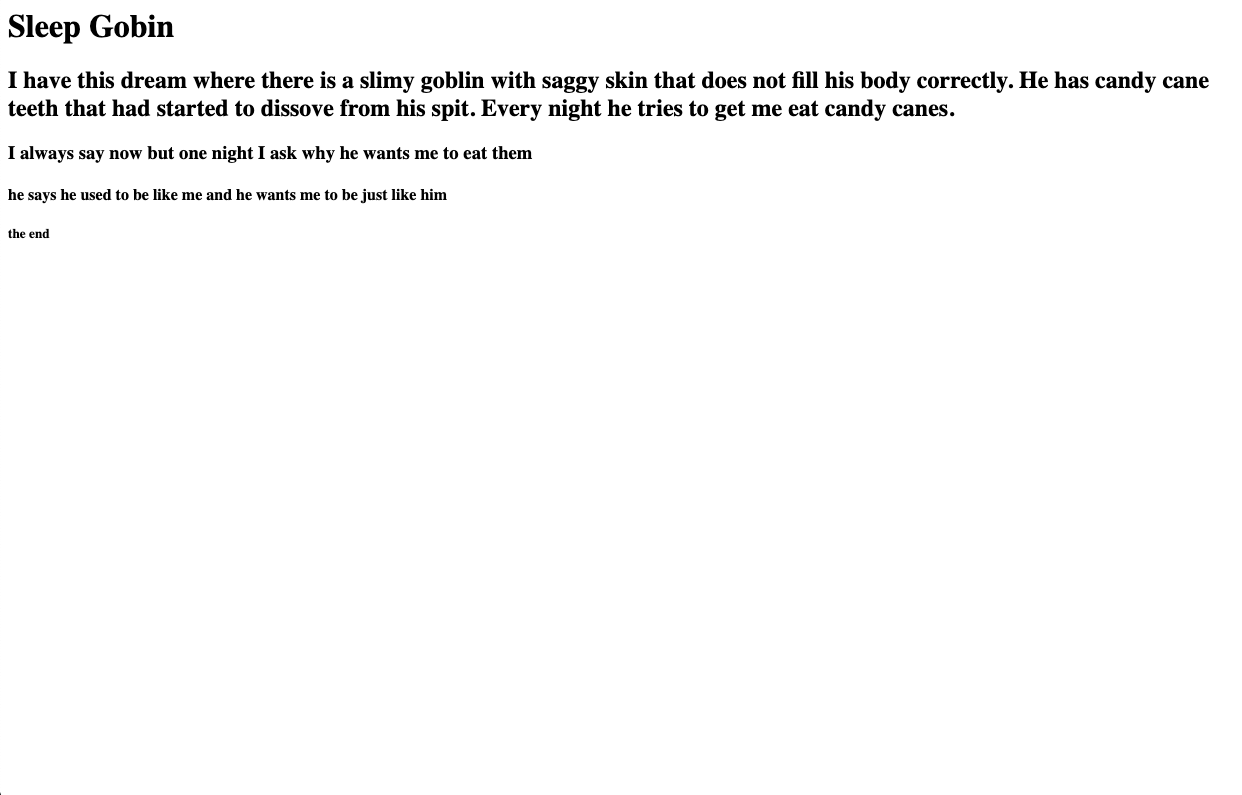 Sleep Gobin
I have this dream where there is a slimy goblin with saggy skin that does not fill his body correctly. He has candy cane
teeth that had started to dissove from his spit. Every night he tries to get me eat candy canes.
I always say now but one night I ask why he wants me to eat them
he says he used to be like me and he wants me to be just like him
the end